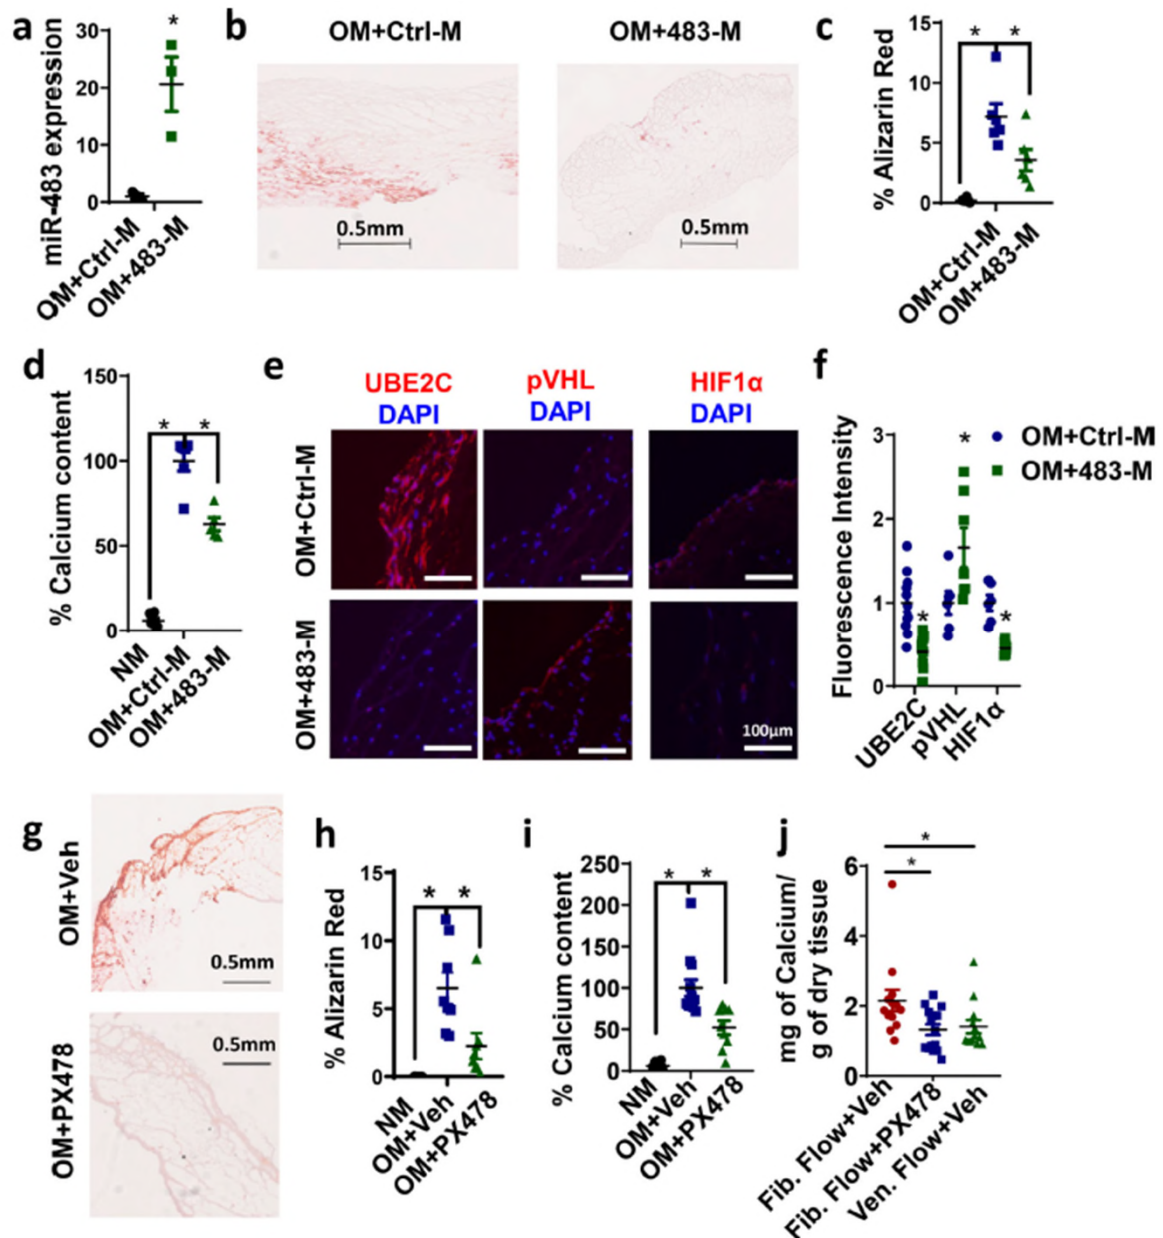 a
miR-483 expression
30
20
10
0
*
OM+Ctrl-M
OM+483-M
b
OM+Ctrl-M
OM+483-M
0.5mm
0.5mm
c
% Alizarin Red
15
10
5
0
* *
OM+Ctrl-M
OM+483-M
d
% Calcium content
150
100
50
0
* *
NM
OM+Ctrl-M
OM+483-M
e
UBE2C
DAPI
pVHL
DAPI
HIF1α
DAPI
OM+Ctrl-M
OM+483-M
100μm
f
Fluorescence Intensity
3
2
1
0
*
*
*
OM+Ctrl-M
OM+483-M
UBE2C
pVHL
HIF1α
g
OM+Veh
0.5mm
OM+PX478
0.5mm
h
% Alizarin Red
15
10
5
0
* *
NM
OM+Veh
OM+PX478
i
% Calcium content
250
200
150
100
50
0
* *
NM
OM+Veh
OM+PX478
j
mg of Calcium/
g of dry tissue
6
4
2
0
*
*
Fib. Flow+Veh
Fib. Flow+PX478
Ven. Flow+Veh